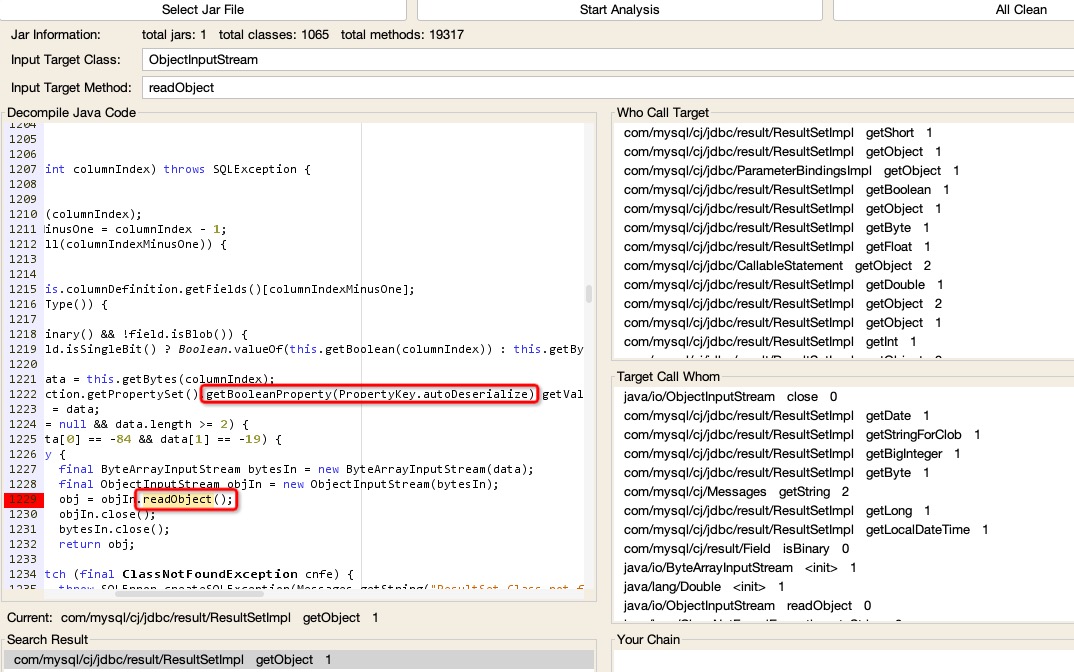 Select Jar File
Start Analysis
All Clean
Jar Information: total jars: 1 total classes: 1065 total methods: 19317
Input Target Class: ObjectInputStream
Input Target Method: readObject
Decompile Java Code
1204
1205
1206
1207 int columnIndex) throws SQLException {
1208
1209
1210 (columnIndex);
1211 inusOne = columnIndex - 1;
1212 ll(columnIndexMinusOne)) {
1213
1214
1215 is.columnDefinition.getFields()[columnIndexMinusOne];
1216 Type()) {
1217
1218 inary() && !field.isBlob()) {
1219 ld.isSingleBit() ? Boolean.valueOf(this.getBoolean(columnIndex)) : this.getBy
1220
1221 ata = this.getBytes(columnIndex);
1222 ction.getPropertySet().getBooleanProperty(PropertyKey.autoDeserialize).getVal
1223 = data;
1224 = null && data.length >= 2) {
1225 ta[0] == -84 && data[1] == -19) {
1226 y {
1227 final ByteArrayInputStream bytesIn = new ByteArrayInputStream(data);
1228 final ObjectInputStream objIn = new ObjectInputStream(bytesIn);
1229 obj = objIn.readObject();
1230 objIn.close();
1231 bytesIn.close();
1232 return obj;
1233
1234 tch (final ClassNotFoundException cnfe) {
1235 throw SQLError.createSQLException(Messages.getString("ResultSet.Class_not_f
Current: com/mysql/cj/jdbc/result/ResultSetImpl getObject 1
Search Result
com/mysql/cj/jdbc/result/ResultSetImpl getObject 1
Who Call Target
com/mysql/cj/jdbc/result/ResultSetImpl getShort 1
com/mysql/cj/jdbc/result/ResultSetImpl getObject 1
com/mysql/cj/jdbc/ParameterBindingsImpl getObject 1
com/mysql/cj/jdbc/result/ResultSetImpl getBoolean 1
com/mysql/cj/jdbc/result/ResultSetImpl getObject 1
com/mysql/cj/jdbc/result/ResultSetImpl getByte 1
com/mysql/cj/jdbc/result/ResultSetImpl getFloat 1
com/mysql/cj/jdbc/CallableStatement getObject 2
com/mysql/cj/jdbc/result/ResultSetImpl getDouble 1
com/mysql/cj/jdbc/result/ResultSetImpl getObject 2
com/mysql/cj/jdbc/result/ResultSetImpl getObject 1
com/mysql/cj/jdbc/result/ResultSetImpl getInt 1
Target Call Whom
java/io/ObjectInputStream close 0
com/mysql/cj/jdbc/result/ResultSetImpl getDate 1
com/mysql/cj/jdbc/result/ResultSetImpl getStringForClob 1
com/mysql/cj/jdbc/result/ResultSetImpl getBigInteger 1
com/mysql/cj/jdbc/result/ResultSetImpl getByte 1
com/mysql/cj/Messages getString 2
com/mysql/cj/jdbc/result/ResultSetImpl getLong 1
com/mysql/cj/jdbc/result/ResultSetImpl getLocalDateTime 1
com/mysql/cj/result/Field isBinary 0
java/io/ByteArrayInputStream <init> 1
java/lang/Double <init> 1
java/io/ObjectInputStream readObject 0
Your Chain